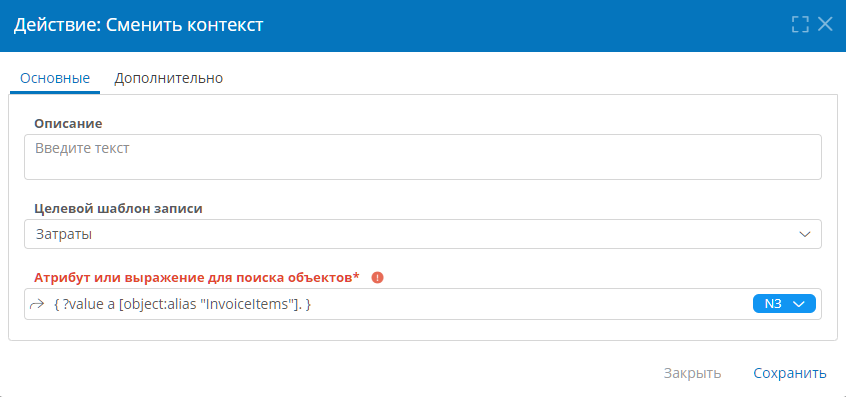 Действие: Сменить контекст
Основные Дополнительно
Описание
Введите текст
Целевой шаблон записи
Затраты
Атрибут или выражение для поиска объектов*
{ ?value a [object:alias "InvoiceItems"]. } N3
Закрыть Сохранить